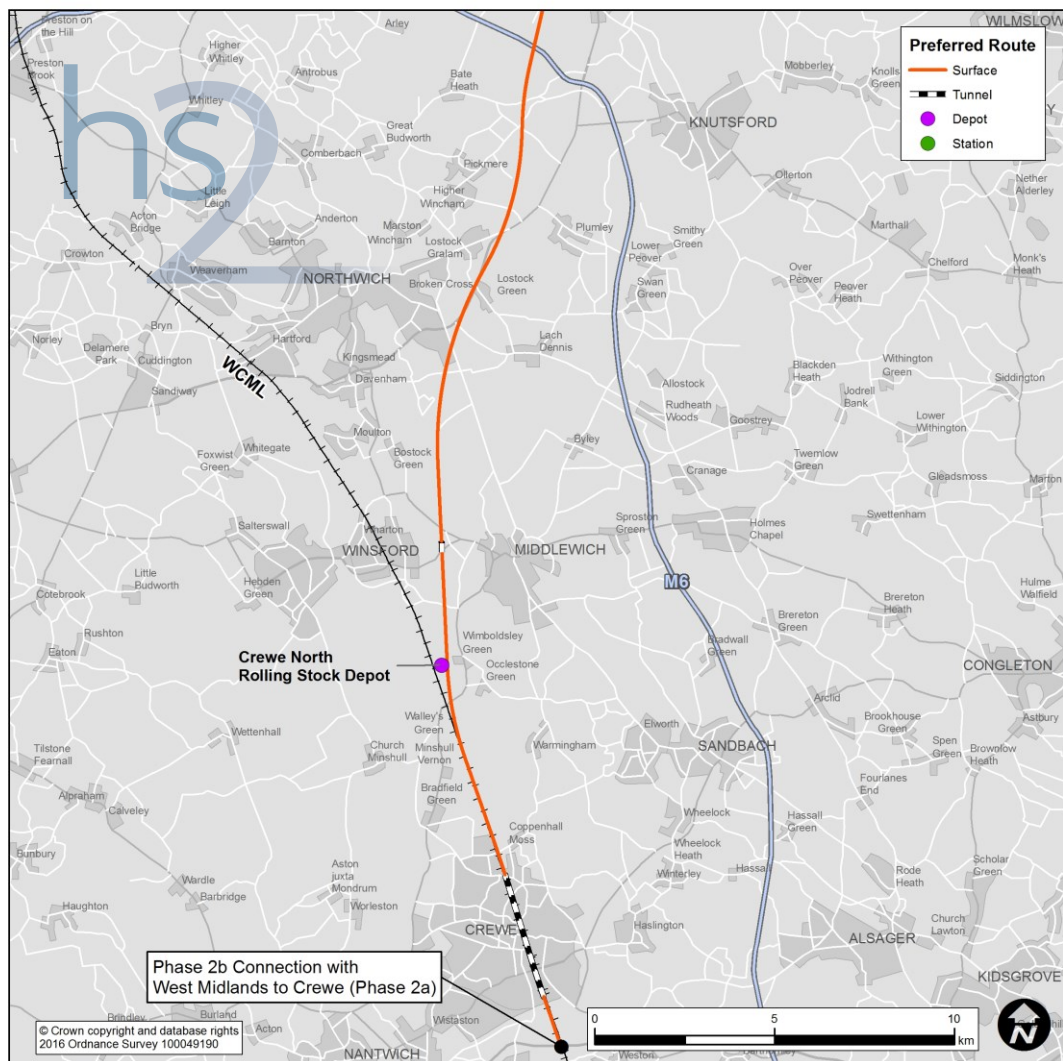 Preston on
the Hill
Arley
WILMSLOW
Higher
Whitley
Preston
Brook
Antrobus
Bate
Heath
Mobberley
Knolls
Green
Preferred Route
Surface
Tunnel
Depot
Station
hs2
Whitley
Great
Budworth
KNUTSFORD
Comberbach
Pickmere
Ollerton
Nether
Alderley
Little
Leigh
Higher
Wincham
Acton
Bridge
Anderton
Marston
Wincham
Plumley
Smithy
Green
Marthall
Barnton
Lostock
Gralam
Lower
Peover
Crowton
Weaverham
NORTHWICH
Broken Cross
Lostock
Green
Swan
Green
Over
Peover
Peover
Heath
Chelford
Monk's
Heath
Bryn
Norley
Delamere
Park
Cuddington
Hartford
Kingsmead
Lach
Dennis
Sandiway
WCML
Davenham
Allostock
Blackden
Heath
Withington
Green
Siddington
Rudheath
Woods
Goostrey
Jodrell
Bank
Lower
Withington
Moulton
Foxwist
Green
Whitegate
Bostock
Green
Byley
Cranage
Twemlow
Green
Gleadsmoss
Marton
Salterswall
Wharton
Sproston
Green
Holmes
Chapel
Swettenham
WINSFORD
MIDDLEWICH
Little
Budworth
Hebden
Green
M6
Cotebrook
Hulme
Walfield
Brereton
Heath
Rushton
Brereton
Green
Eaton
Wimboldsley
Green
Bradwall
Green
Crewe North
Rolling Stock Depot
Occlestone
Green
CONGLETON
Arclid
Walley's
Green
Brookhouse
Green
Astbury
Wettenhall
Elworth
Tilstone
Fearnall
Church
Minshull
Minshull
Vernon
Warmingham
SANDBACH
Spen
Green
Brownlow
Heath
Alpraham
Calveley
Bradfield
Green
Fourlanes
End
Wheelock
Hassall
Green
Coppenhall
Moss
Bunbury
Wheelock
Heath
Scholar
Green
Wardle
Aston
juxta
Mondrum
Winterley
Hassall
Rode
Heath
Barbridge
Haughton
Worleston
CREWE
Haslington
Church
Lawton
ALSAGER
Phase 2b Connection with
West Midlands to Crewe (Phase 2a)
KIDSGROVE
© Crown copyright and database rights
2016 Ordnance Survey 100049190
Brindley
Burland
Acton
Wistaston
NANTWICH
Weston
0 5 10
km
N